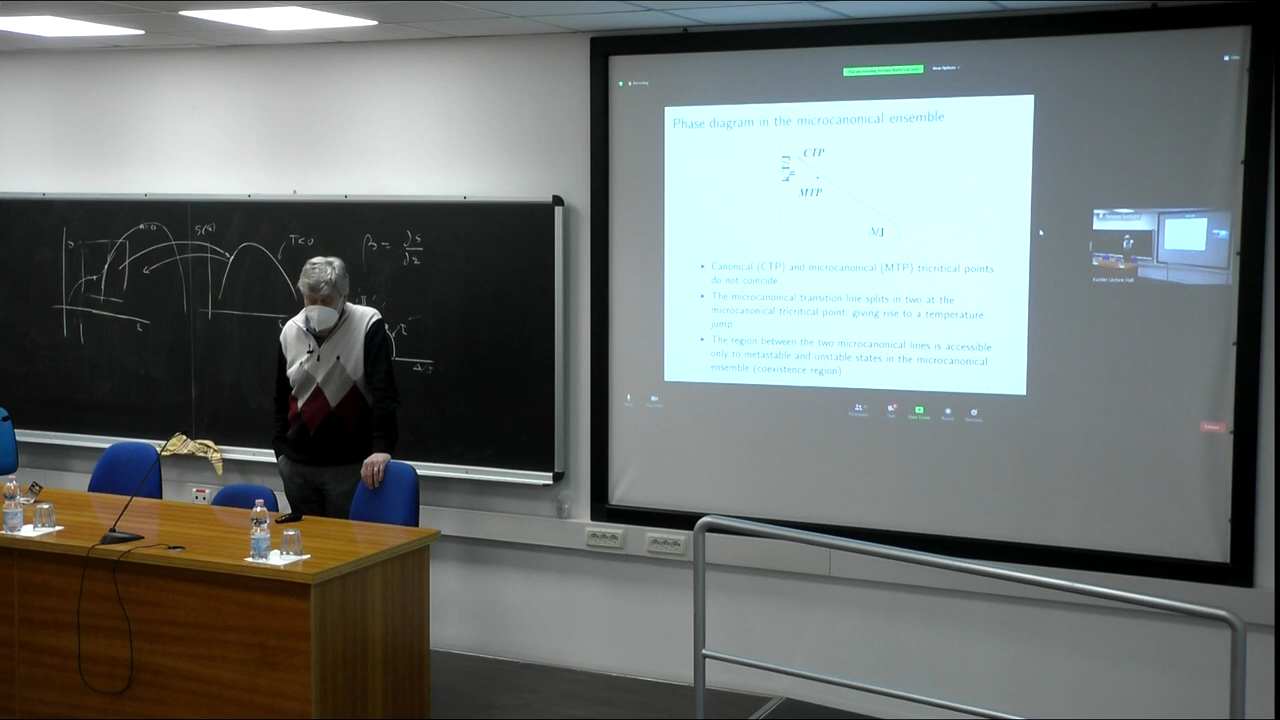 Phase diagram in the microcanonical ensemble
CTP
MTP
Canonical (CTP) and microcanonical (MTP) tricritical points
do not coincide
The microcanonical transition line splits in two at the
microcanonical tricritical point, giving rise to a temperature
jump.
The region between the two microcanonical lines is accessible
only to metastable and unstable states in the microcanonical
ensemble (coexistence region)
T<0
β = ∂s/∂ε